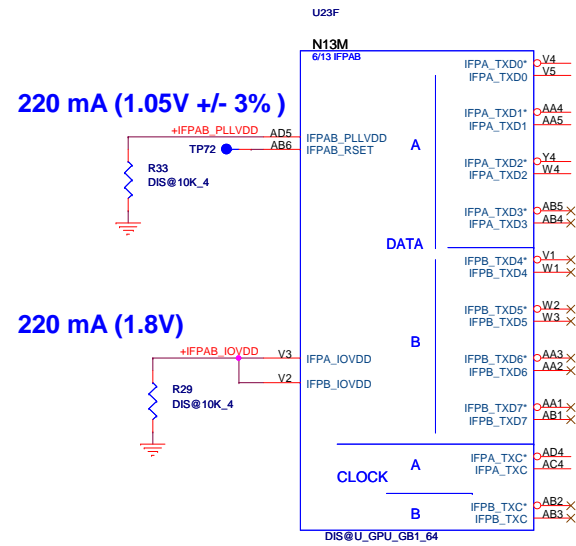 U23F
N13M
6/13 IFPAB
220 mA (1.05V +/- 3% )
+IFPAB_PLLVDD
AD5
IFPAB_PLLVDD
TP72
AB6
IFPAB_RSET
R33
DIS@10K_4
220 mA (1.8V)
+IFPAB_IOVDD
V3
IFPA_IOVDD
V2
IFPB_IOVDD
R29
DIS@10K_4
A
DATA
B
CLOCK
A
B
IFPA_TXD0* V4
IFPA_TXD0 V5
IFPA_TXD1* AA4
IFPA_TXD1 AA5
IFPA_TXD2* Y4
IFPA_TXD2 W4
IFPA_TXD3* AB5
IFPA_TXD3 AB4
IFPB_TXD4* V1
IFPB_TXD4 W1
IFPB_TXD5* W2
IFPB_TXD5 W3
IFPB_TXD6* AA3
IFPB_TXD6 AA2
IFPB_TXD7* AA1
IFPB_TXD7 AB1
IFPA_TXC* AD4
IFPA_TXC AC4
IFPB_TXC* AB2
IFPB_TXC AB3
DIS@U_GPU_GB1_64